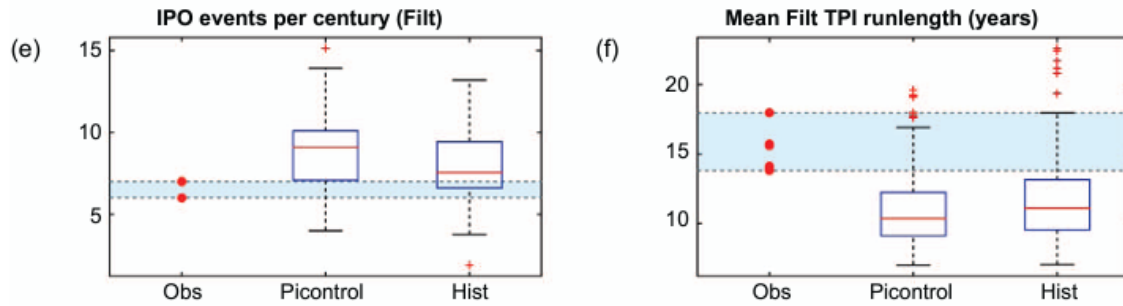 IPO events per century (Filt)
(e)
15
10
5
Obs
Picontrol
Hist
Mean Filt TPI runlength (years)
(f)
20
15
10
Obs
Picontrol
Hist